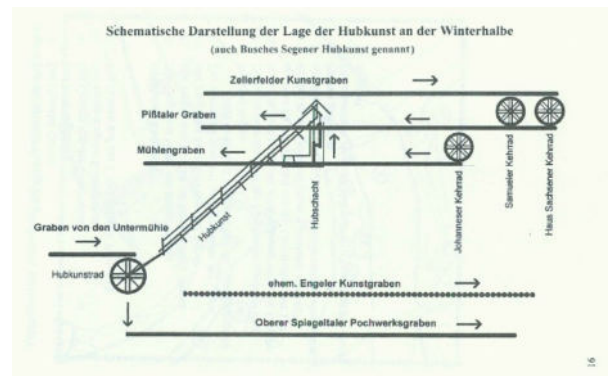 Schematische Darstellung der Lage der Hubkunst an der Winterhalbe
(auch Busches Segener Hubkunst genannt)
Zellerfelder Kunstgraben
Pißtaler Graben
Mühlengraben
Graben von den Untermühle
Hubkunstrad
Hubkunst
Hubschacht
Johanneser Kehrrad
Samueler Kehrrad
Haus Sachsener Kehrrad
ehem. Engeler Kunstgraben
Oberer Spiegeltaler Pochwerksgraben
16